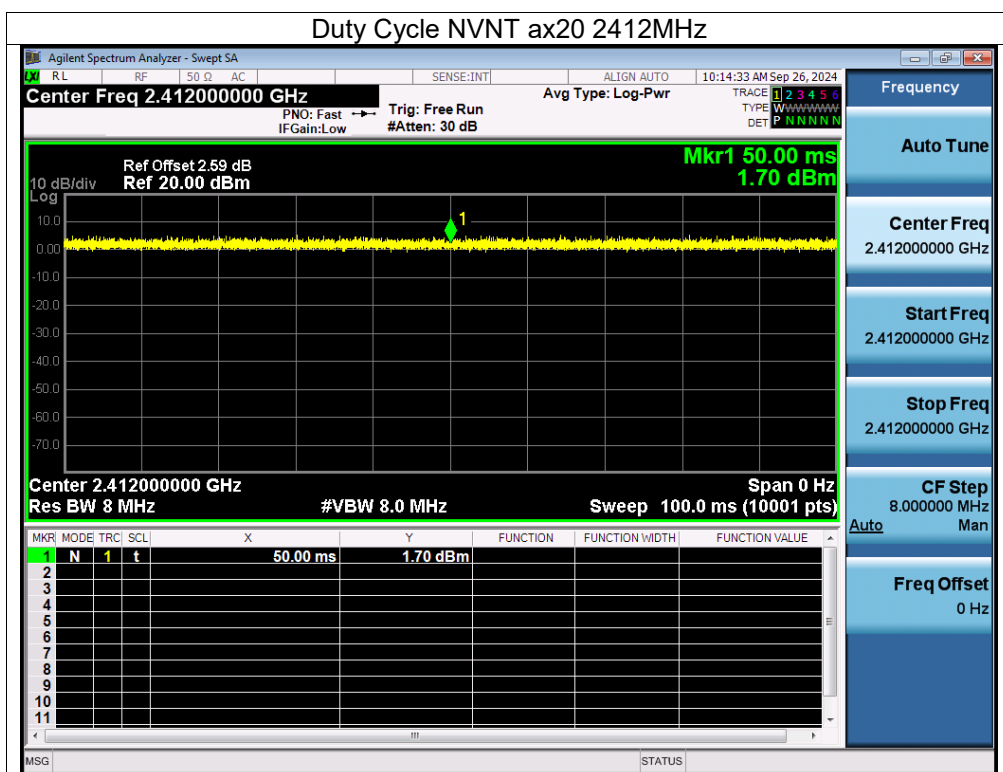 Duty Cycle NVNT ax20 2412MHz
Agilent Spectrum Analyzer - Swept SA
LXI RL RF 50 Ω AC SENSE:INT ALIGN AUTO 10:14:33 AM Sep 26, 2024
Center Freq 2.412000000 GHz Avg Type: Log-Pwr TRACE 1 2 3 4 5 6
PNO: Fast Trig: Free Run TYPE WWWWWW
IFGain:Low #Atten: 30 dB DET P N N N N N
Frequency
Auto Tune
Center Freq
2.412000000 GHz
Start Freq
2.412000000 GHz
Stop Freq
2.412000000 GHz
CF Step
8.000000 MHz
Auto Man
Freq Offset
0 Hz
Mkr1 50.00 ms
1.70 dBm
Ref Offset 2.59 dB
10 dB/div Ref 20.00 dBm
Log
10.0
1
0.00
-10.0
-20.0
-30.0
-40.0
-50.0
-60.0
-70.0
Center 2.412000000 GHz Span 0 Hz
Res BW 8 MHz #VBW 8.0 MHz Sweep 100.0 ms (10001 pts)
MKR MODE TRC SCL X Y FUNCTION FUNCTION WIDTH FUNCTION VALUE
1 N 1 t 50.00 ms 1.70 dBm
2
3
4
5
6
7
8
9
10
11
MSG STATUS